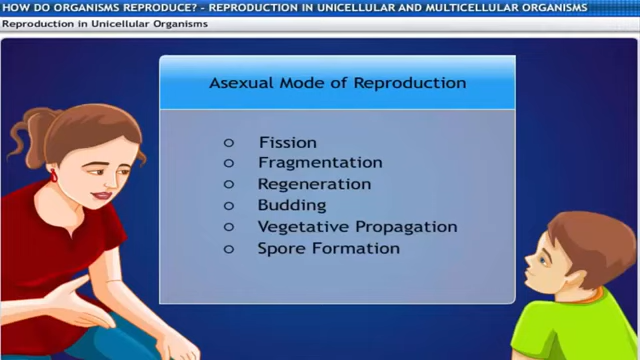 HOW DO ORGANISMS REPRODUCE? - REPRODUCTION IN UNICELLULAR AND MULTICELLULAR ORGANISMS
Reproduction in Unicellular Organisms
Asexual Mode of Reproduction
o Fission
o Fragmentation
o Regeneration
o Budding
o Vegetative Propagation
o Spore Formation